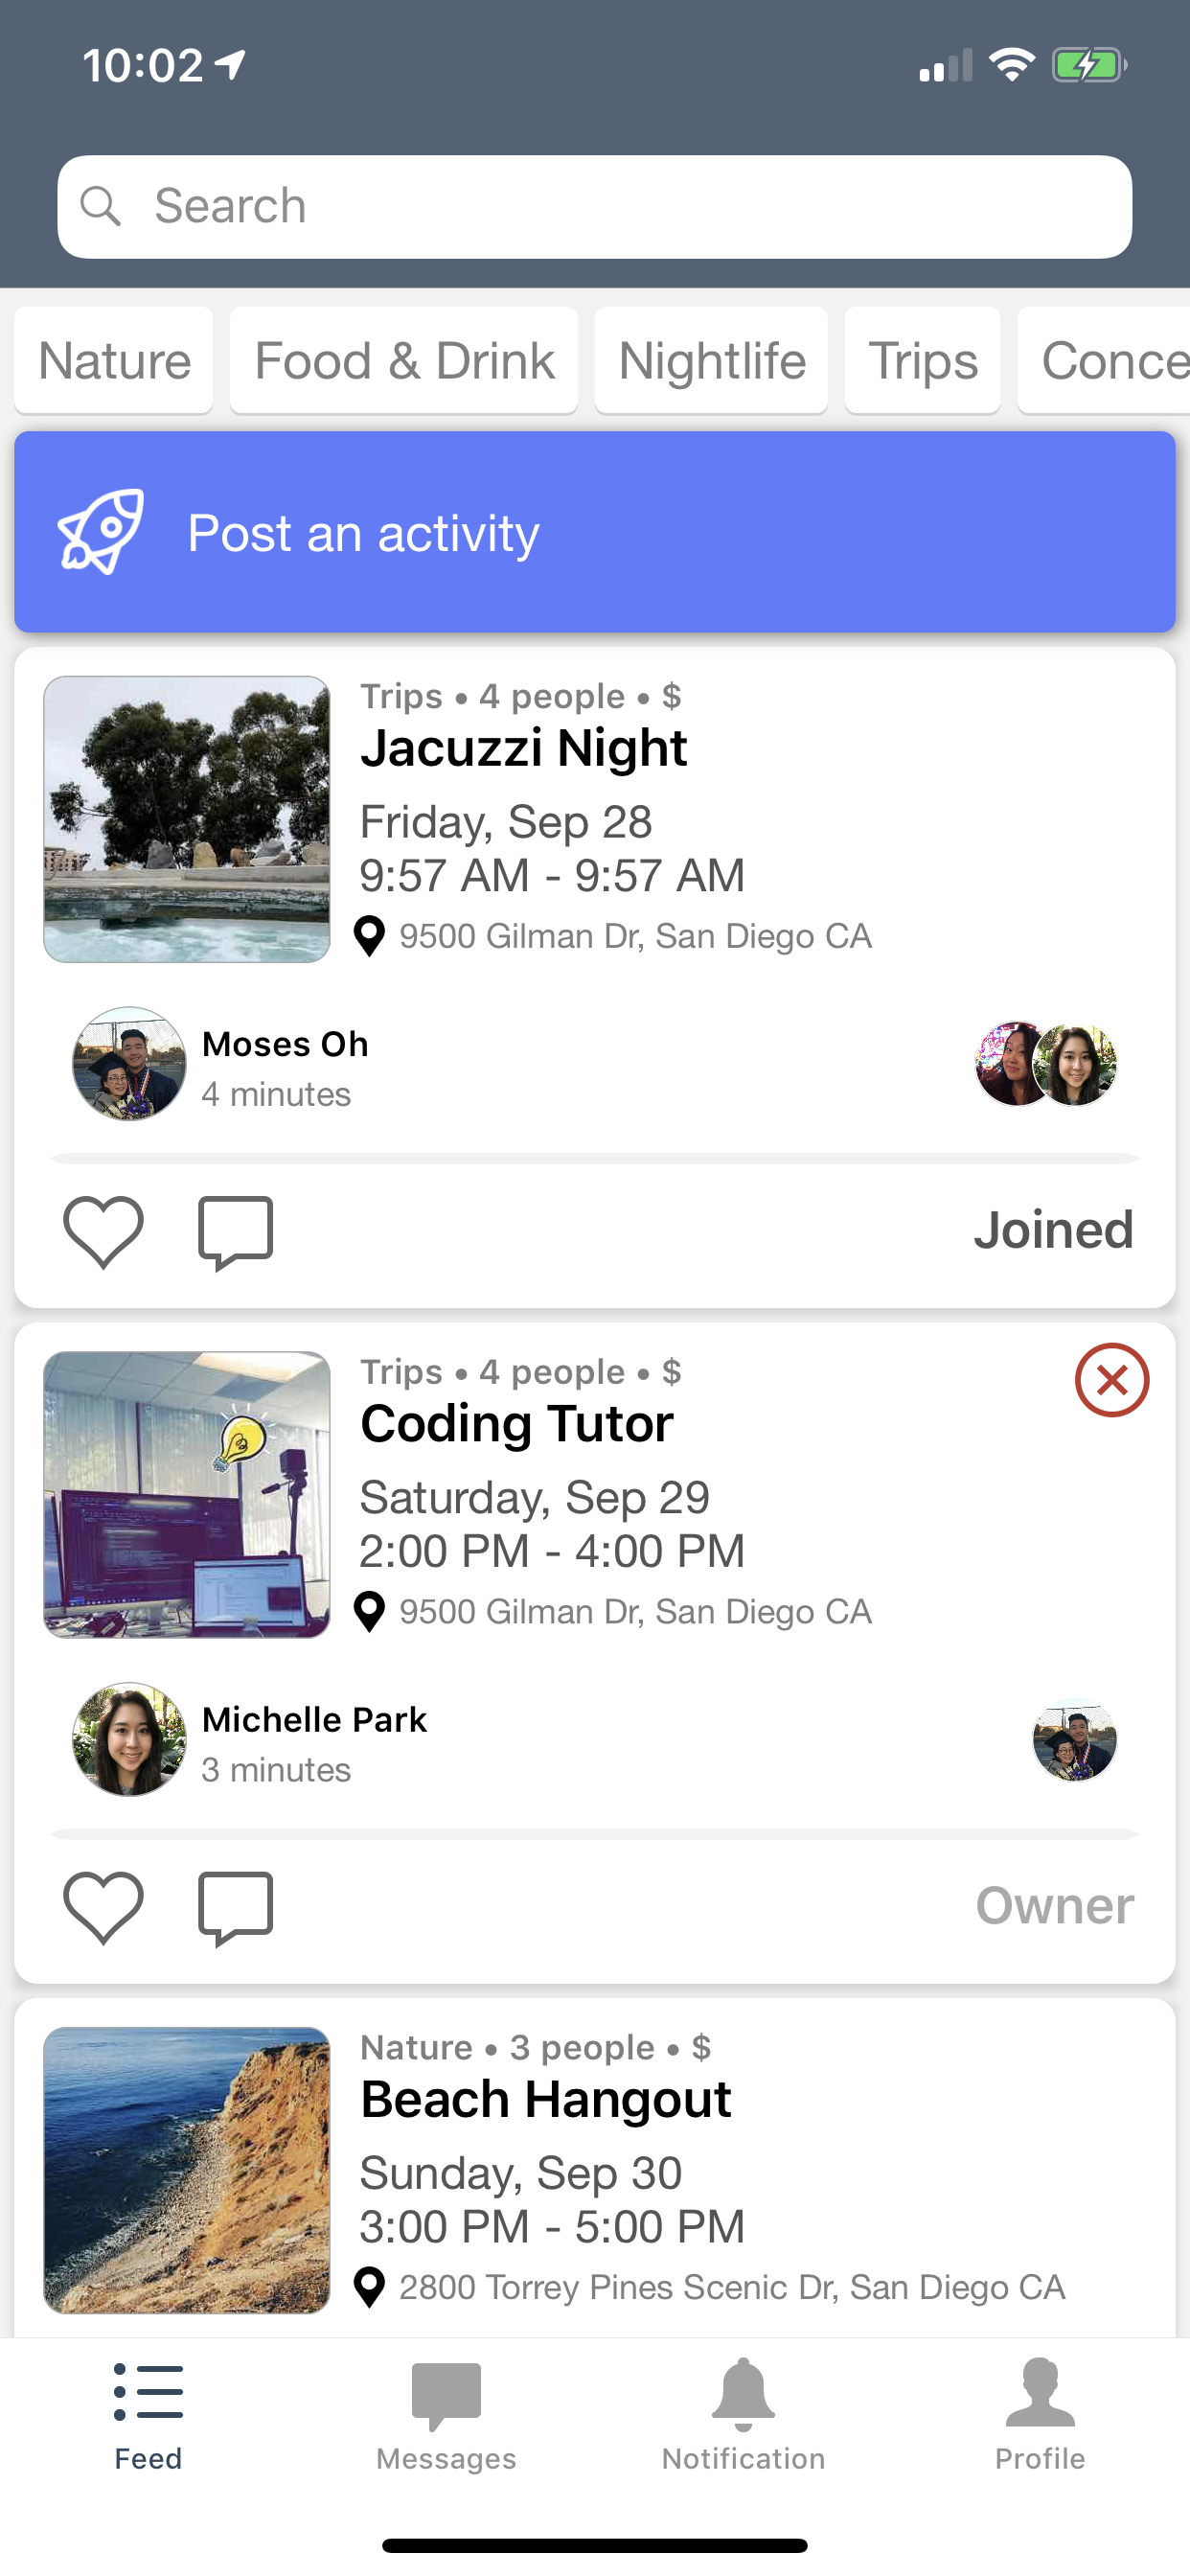 10:02
Search
Nature
Food & Drink
Nightlife
Trips
Conce
Post an activity
Trips • 4 people • $
Jacuzzi Night
Friday, Sep 28
9:57 AM - 9:57 AM
9500 Gilman Dr, San Diego CA
Moses Oh
4 minutes
Joined
Trips • 4 people • $
Coding Tutor
Saturday, Sep 29
2:00 PM - 4:00 PM
9500 Gilman Dr, San Diego CA
Michelle Park
3 minutes
Owner
Nature • 3 people • $
Beach Hangout
Sunday, Sep 30
3:00 PM - 5:00 PM
2800 Torrey Pines Scenic Dr, San Diego CA
Feed
Messages
Notification
Profile